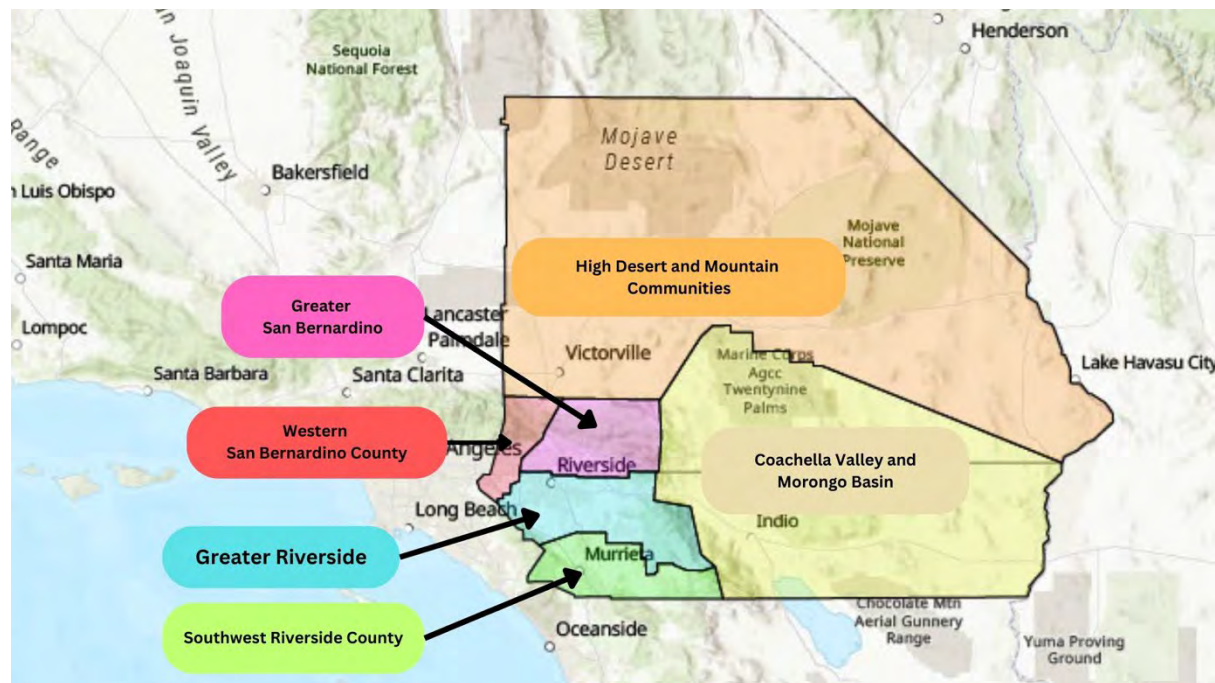 Henderson
Sequoia
National Forest
San Joaquin Valley
Range
Mojave
Desert
Bakersfield
Luis Obispo
Mojave
National
Preserve
Santa Maria
High Desert and Mountain
Communities
Greater
San Bernardino
Lancaster
Palmdale
Lompoc
Victorville
Marine Corps
Agcc
Twentynine
Palms
Lake Havasu City
Santa Barbara
Santa Clarita
Western
San Bernardino County
Angeles
Riverside
Coachella Valley and
Morongo Basin
Long Beach
Indio
Greater Riverside
Murrieta
Chocolate Mtn
Aerial Gunnery
Range
Southwest Riverside County
Oceanside
Yuma Proving
Ground